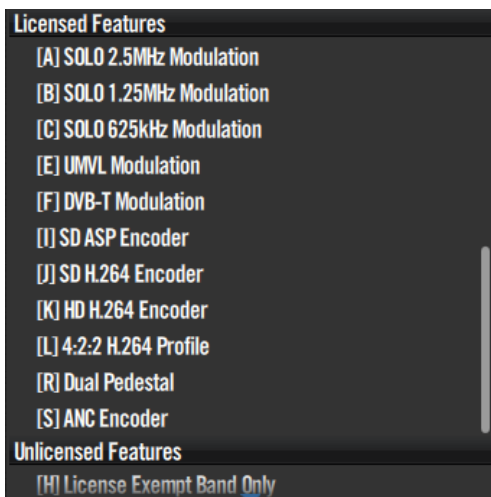 Licensed Features
[A] SOLO 2.5MHz Modulation
[B] SOLO 1.25MHz Modulation
[C] SOLO 625kHz Modulation
[E] UMVL Modulation
[F] DVB-T Modulation
[I] SD ASP Encoder
[J] SD H.264 Encoder
[K] HD H.264 Encoder
[L] 4:2:2 H.264 Profile
[R] Dual Pedestal
[S] ANC Encoder
Unlicensed Features
[H] License Exempt Band Only